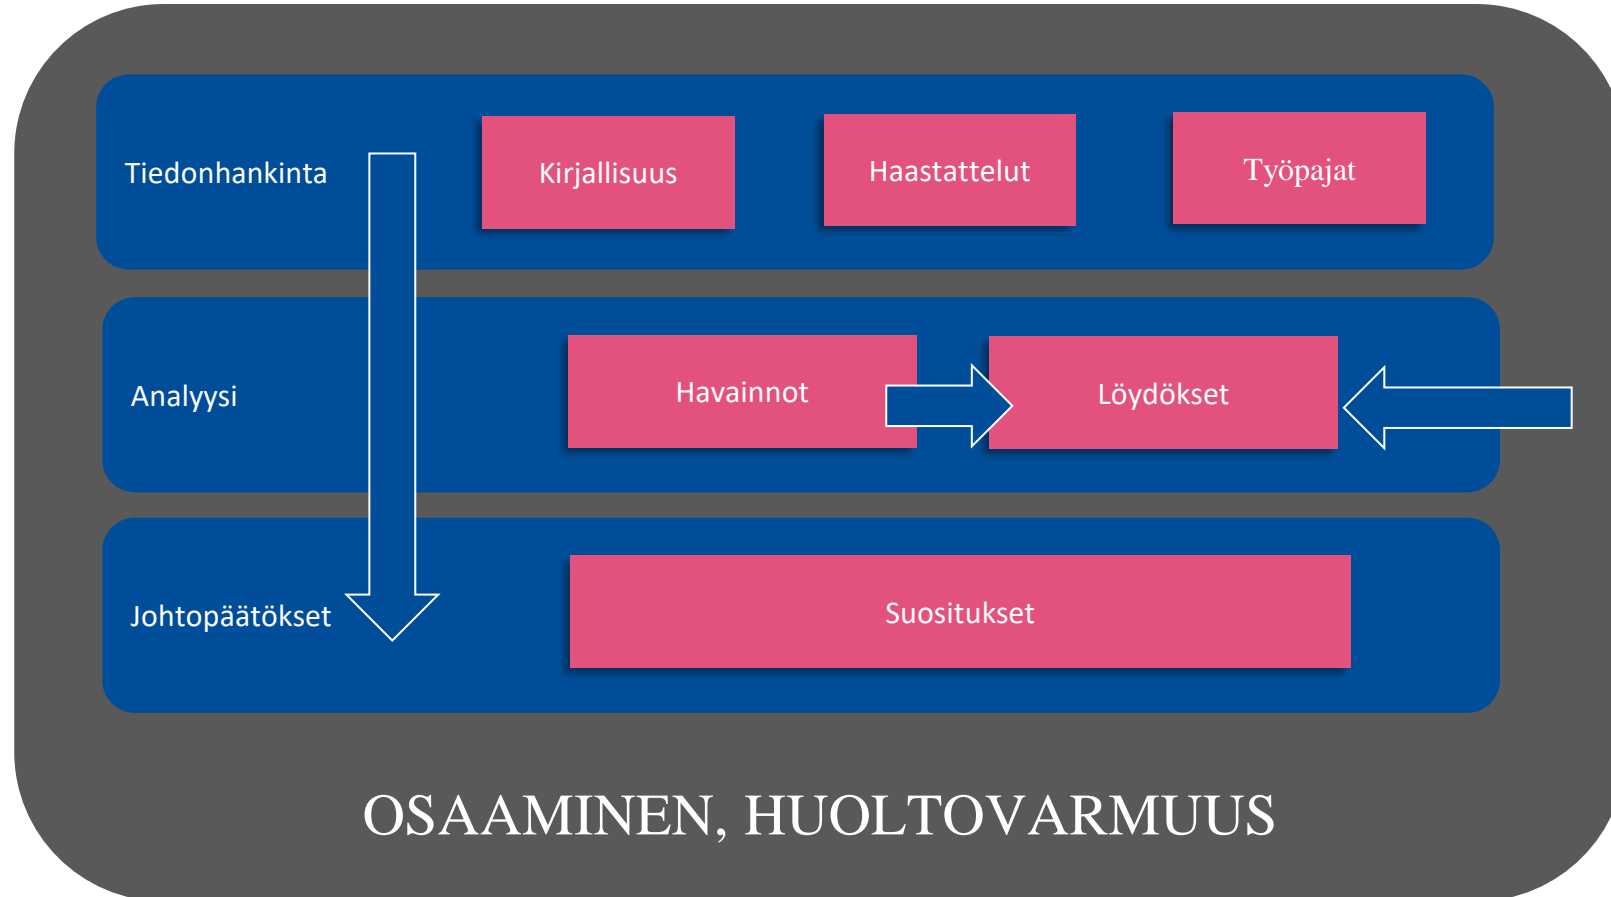 Tiedonhankinta
Kirjallisuus
Haastattelut
Työpajat
Analyysi
Havainnot
Löydökset
Johtopäätökset
Suositukset
OSAAMINEN, HUOLTOVARMUUS